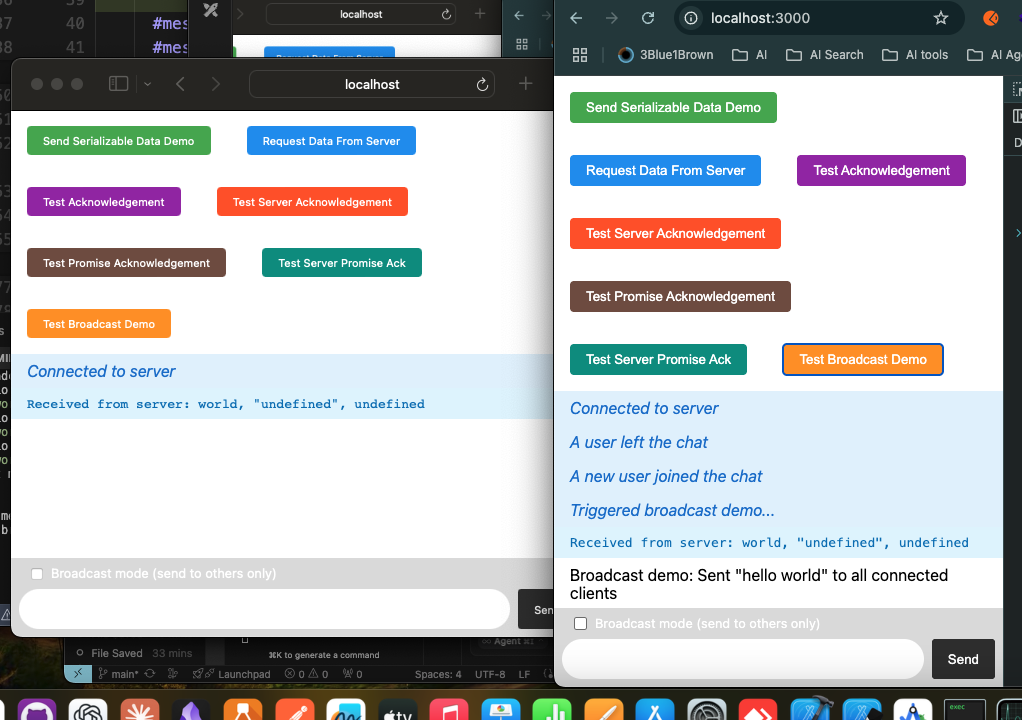 39
40
41
#mes
#mes
localhost
Request Data From Server
localhost
Send Serializable Data Demo
Request Data From Server
Test Acknowledgement
Test Server Acknowledgement
Test Promise Acknowledgement
Test Server Promise Ack
Test Broadcast Demo
Connected to server
Received from server: world, "undefined", undefined
Broadcast mode (send to others only)
Sen
File Saved 33 mins
⌘K to generate a command
Agent ⌘I
main*
Launchpad
0
0
0
Spaces: 4
UTF-8
LF
localhost:3000
3Blue1Brown
AI
AI Search
AI tools
AI Ag
Send Serializable Data Demo
Request Data From Server
Test Acknowledgement
Test Server Acknowledgement
Test Promise Acknowledgement
Test Server Promise Ack
Test Broadcast Demo
Connected to server
A user left the chat
A new user joined the chat
Triggered broadcast demo...
Received from server: world, "undefined", undefined
Broadcast demo: Sent "hello world" to all connected
clients
Broadcast mode (send to others only)
Send
tv
exec